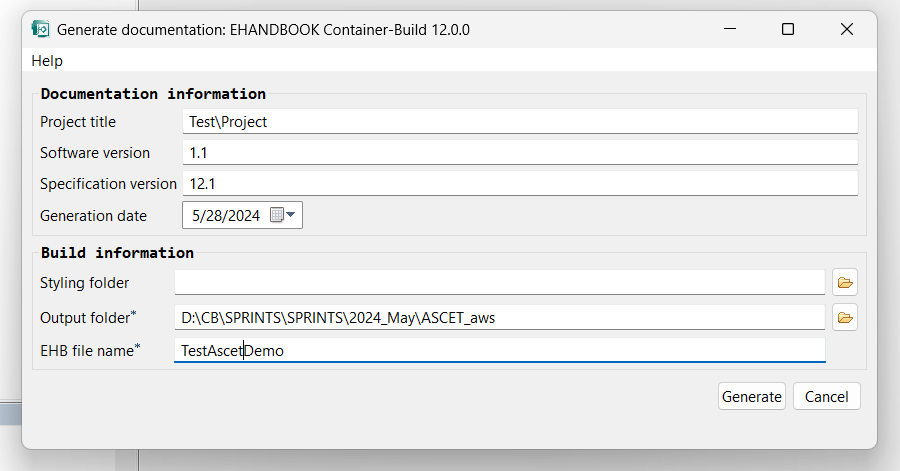 Generate documentation: EHANDBOOK Container-Build 12.0.0
Help
Documentation information
Project title Test\Project
Software version 1.1
Specification version 12.1
Generation date 5/28/2024
Build information
Styling folder
Output folder* D:\CB\SPRINTS\SPRINTS\2024_May\ASCET_aws
EHB file name* TestAscetDemo
Generate Cancel